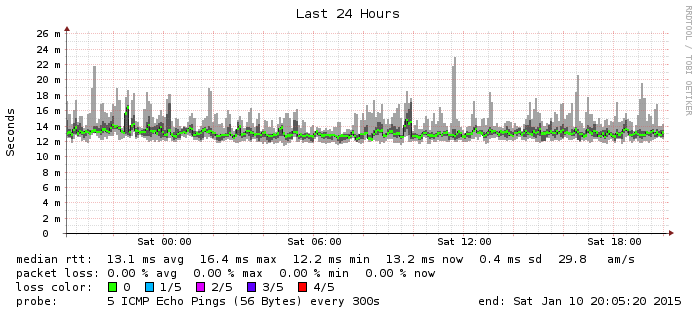 Last 24 Hours
RRDTOOL / TOBI OETIKER
Seconds
26 m
24 m
22 m
20 m
18 m
16 m
14 m
12 m
10 m
8 m
6 m
4 m
2 m
0
Sat 00:00 Sat 06:00 Sat 12:00 Sat 18:00
median rtt: 13.1 ms avg 16.4 ms max 12.2 ms min 13.2 ms now 0.4 ms sd 29.8 am/s
packet loss: 0.00 % avg 0.00 % max 0.00 % min 0.00 % now
loss color: 0 1/5 2/5 3/5 4/5
probe: 5 ICMP Echo Pings (56 Bytes) every 300s end: Sat Jan 10 20:05:20 2015